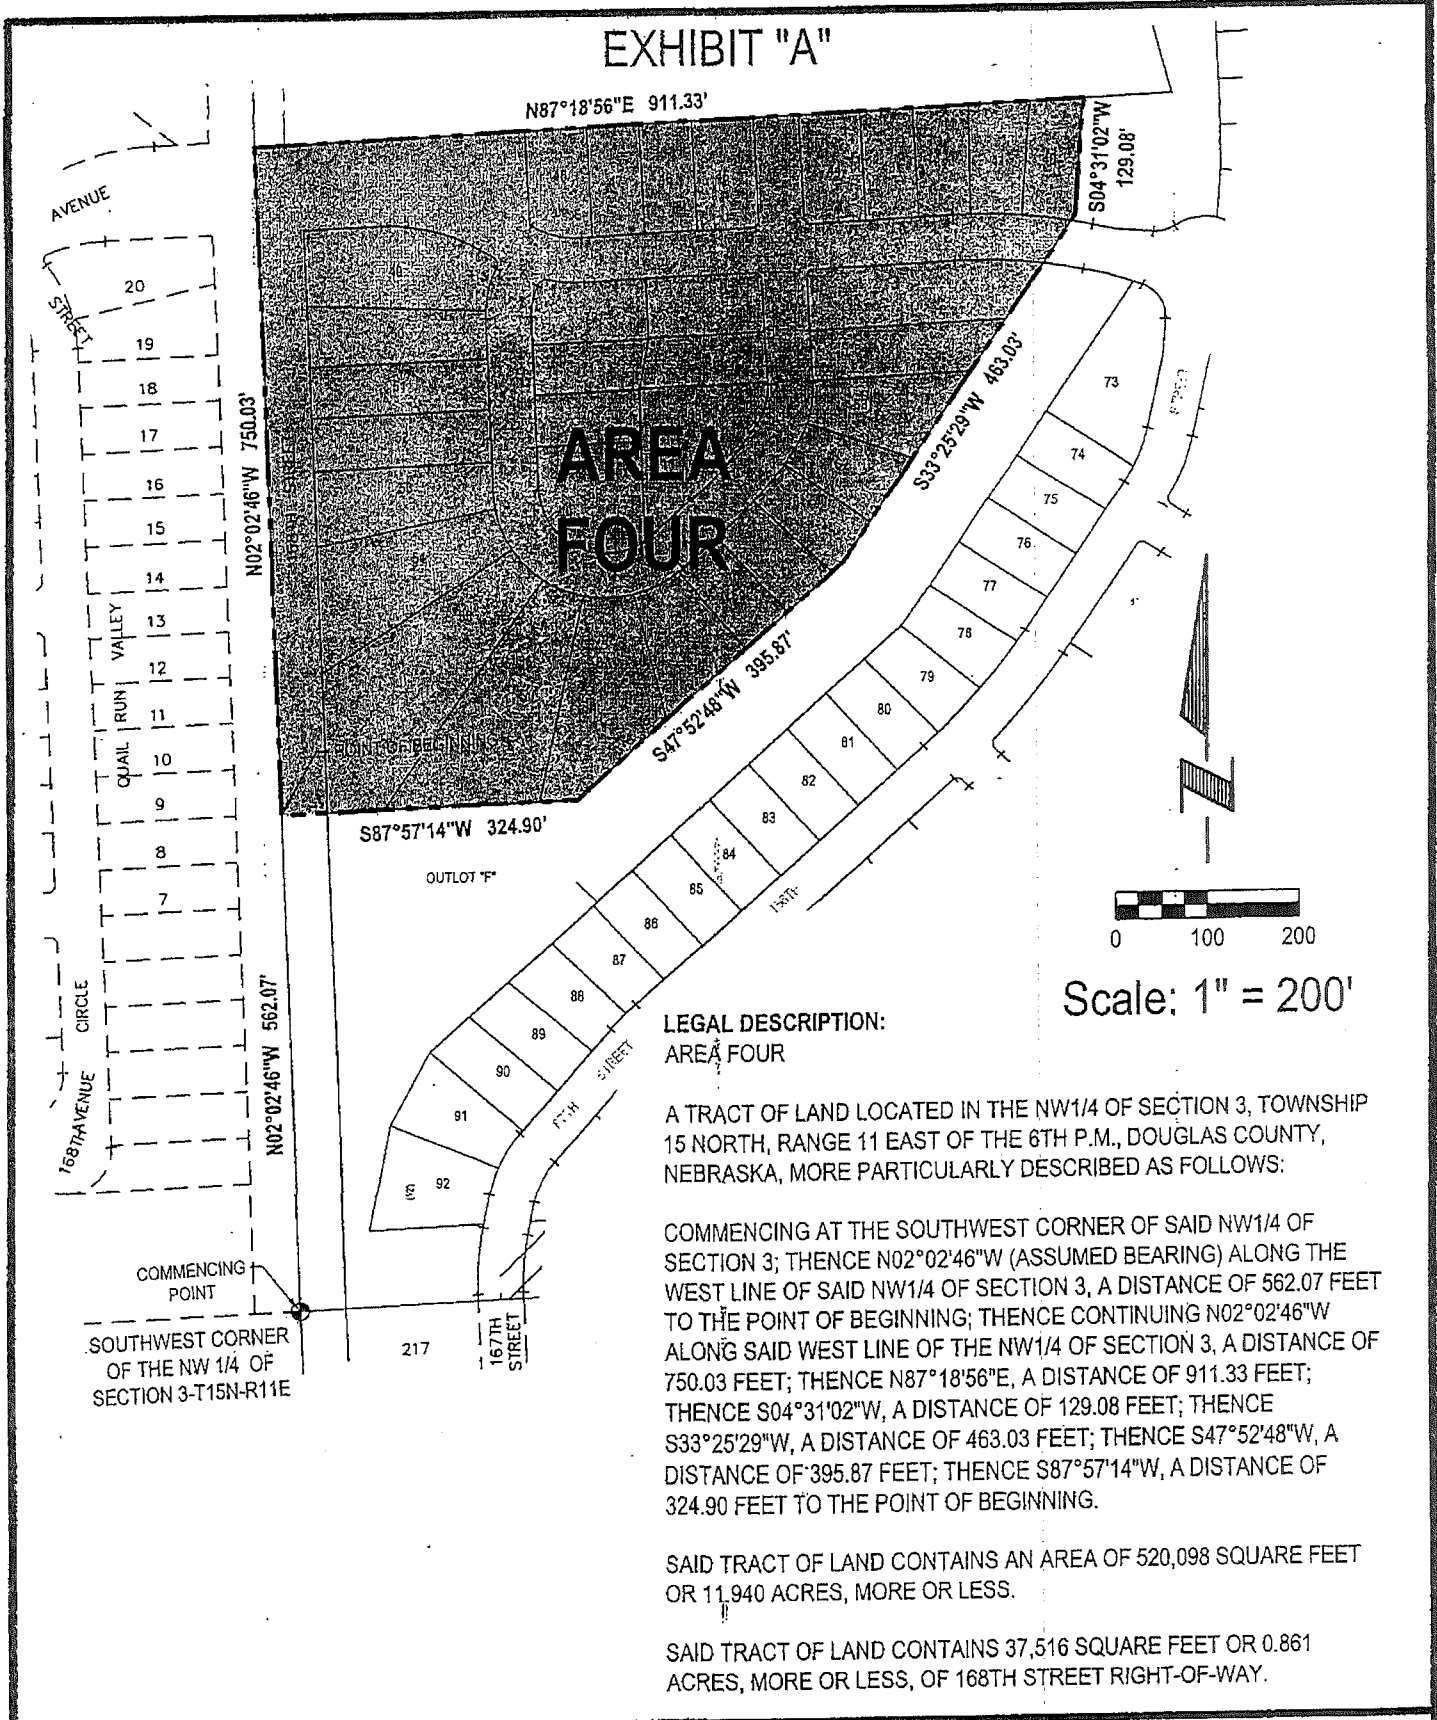 EXHIBIT "A"
N87°18'56"E 911.33'
S04°31'02"W
129.08'
AVENUE
STREET
20
19
18
17
16
15
14
13
12
11
10
9
8
7
QUAIL RUN VALLEY
CIRCLE
168TH AVENUE
N02°02'46"W 750.03'
N02°02'46"W 562.07'
AREA
FOUR
POINT OF BEGINNING
S33°25'29"W 463.03'
S47°52'48"W 395.87'
S87°57'14"W 324.90'
OUTLOT "F"
73
74
75
76
77
78
79
80
81
82
83
84
85
86
87
88
89
90
91
92
STREET
0 100 200
Scale: 1" = 200'
COMMENCING
POINT
SOUTHWEST CORNER
OF THE NW 1/4 OF
SECTION 3-T15N-R11E
217
167TH
STREET
LEGAL DESCRIPTION:
AREA FOUR
A TRACT OF LAND LOCATED IN THE NW1/4 OF SECTION 3, TOWNSHIP
15 NORTH, RANGE 11 EAST OF THE 6TH P.M., DOUGLAS COUNTY,
NEBRASKA, MORE PARTICULARLY DESCRIBED AS FOLLOWS:
COMMENCING AT THE SOUTHWEST CORNER OF SAID NW1/4 OF
SECTION 3; THENCE N02°02'46"W (ASSUMED BEARING) ALONG THE
WEST LINE OF SAID NW1/4 OF SECTION 3, A DISTANCE OF 562.07 FEET
TO THE POINT OF BEGINNING; THENCE CONTINUING N02°02'46"W
ALONG SAID WEST LINE OF THE NW1/4 OF SECTION 3, A DISTANCE OF
750.03 FEET; THENCE N87°18'56"E, A DISTANCE OF 911.33 FEET;
THENCE S04°31'02"W, A DISTANCE OF 129.08 FEET; THENCE
S33°25'29"W, A DISTANCE OF 463.03 FEET; THENCE S47°52'48"W, A
DISTANCE OF 395.87 FEET; THENCE S87°57'14"W, A DISTANCE OF
324.90 FEET TO THE POINT OF BEGINNING.
SAID TRACT OF LAND CONTAINS AN AREA OF 520,098 SQUARE FEET
OR 11.940 ACRES, MORE OR LESS.
SAID TRACT OF LAND CONTAINS 37,516 SQUARE FEET OR 0.861
ACRES, MORE OR LESS, OF 168TH STREET RIGHT-OF-WAY.